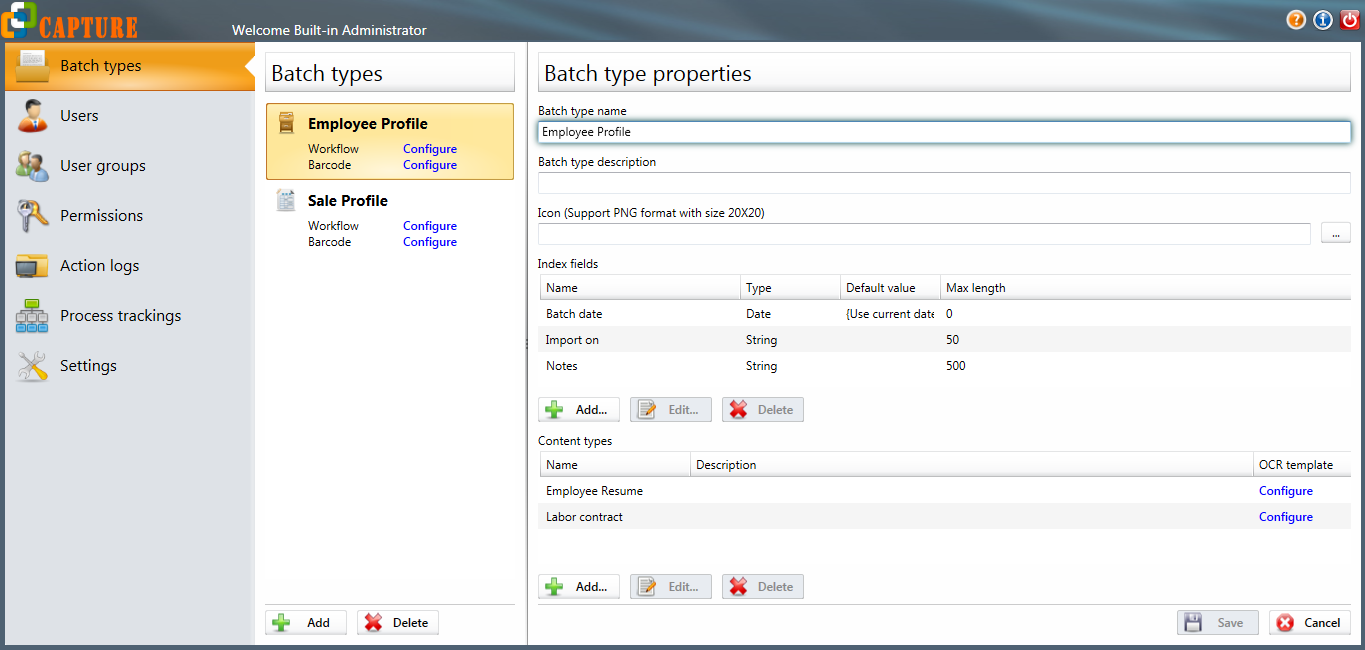 CAPTURE
Welcome Built-in Administrator
Batch types
Users
User groups
Permissions
Action logs
Process trackings
Settings
Batch types
Employee Profile
Workflow Configure
Barcode Configure
Sale Profile
Workflow Configure
Barcode Configure
Add Delete
Batch type properties
Batch type name
Employee Profile
Batch type description
Icon (Support PNG format with size 20X20)
...
Index fields
Name Type Default value Max length
Batch date Date {Use current date 0
Import on String 50
Notes String 500
Add... Edit... Delete
Content types
Name Description OCR template
Employee Resume Configure
Labor contract Configure
Add... Edit... Delete
Save Cancel